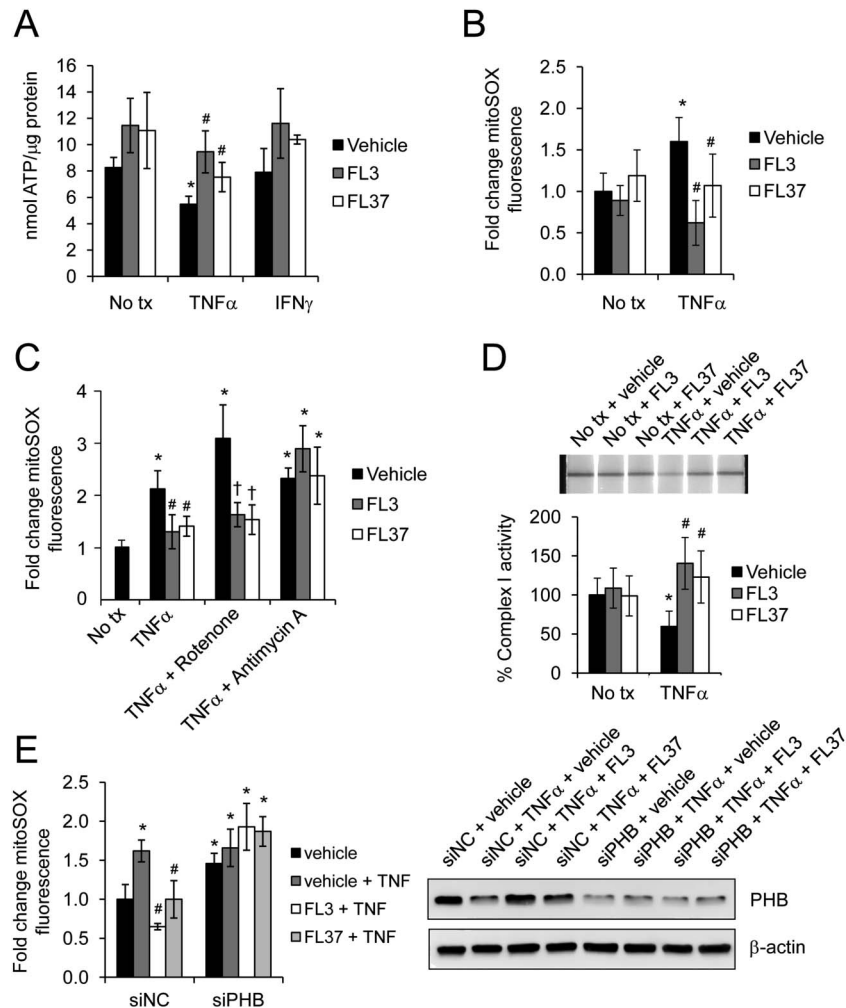 A
nmol ATP/µg protein
16
14
12
10
8
6
4
2
0
*
#
#
No tx
TNFα
IFNγ
Vehicle
FL3
FL37
B
Fold change mitoSOX
fluorescence
2.5
2.0
1.5
1.0
0.5
0.0
*
#
#
No tx
TNFα
Vehicle
FL3
FL37
C
Fold change mitoSOX
fluorescence
4
3
2
1
0
*
#
#
*
†
†
*
*
*
No tx
TNFα
TNFα + Rotenone
TNFα + Antimycin A
Vehicle
FL3
FL37
D
No tx + vehicle
No tx + FL3
No tx + FL37
TNFα + vehicle
TNFα + FL3
TNFα + FL37
% Complex I activity
200
150
100
50
0
*
#
#
No tx
TNFα
Vehicle
FL3
FL37
E
Fold change mitoSOX
fluorescence
2.5
2.0
1.5
1.0
0.5
0.0
*
#
#
*
*
*
*
siNC
siPHB
vehicle
vehicle + TNF
FL3 + TNF
FL37 + TNF
siNC + vehicle
siNC + TNFα + vehicle
siNC + TNFα + FL3
siNC + TNFα + FL37
siPHB + vehicle
siPHB + TNFα + vehicle
siPHB + TNFα + FL3
siPHB + TNFα + FL37
PHB
β-actin